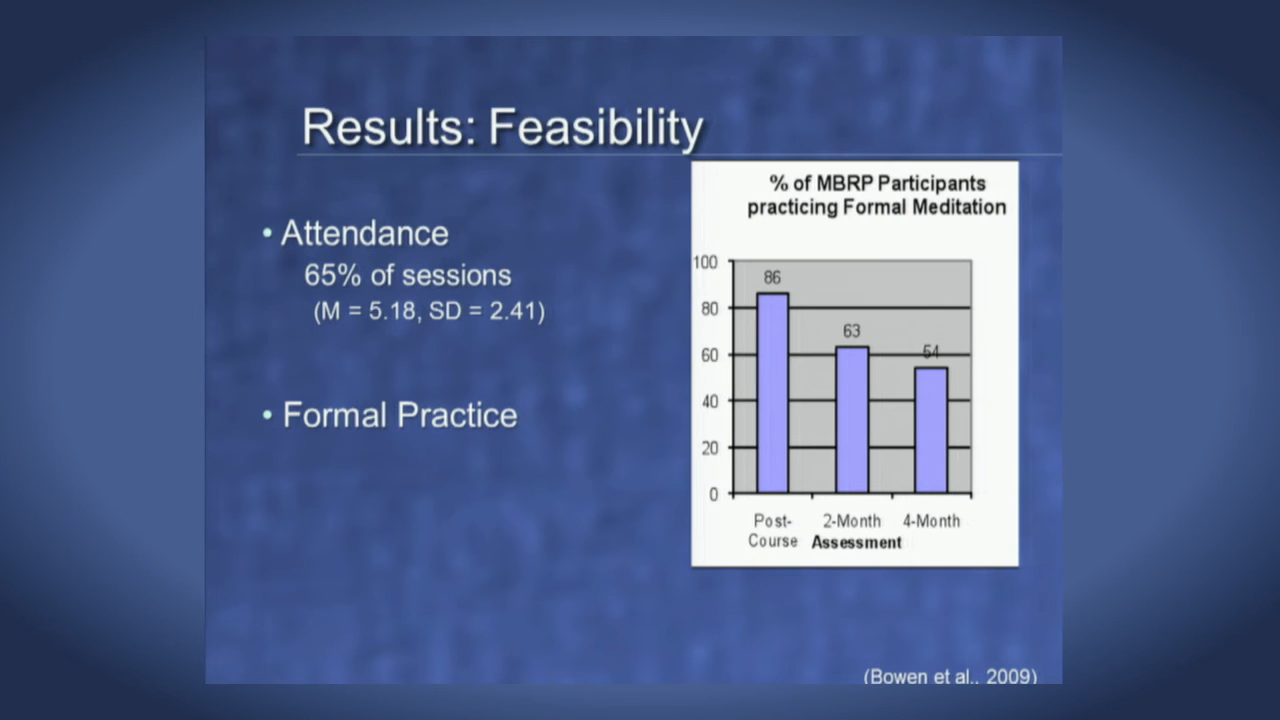 Results: Feasibility
• Attendance
65% of sessions
(M = 5.18, SD = 2.41)
• Formal Practice
% of MBRP Participants
practicing Formal Meditation
100
80
60
40
20
0
86
63
54
Post-
Course
2-Month
4-Month
Assessment
(Bowen et al., 2009)